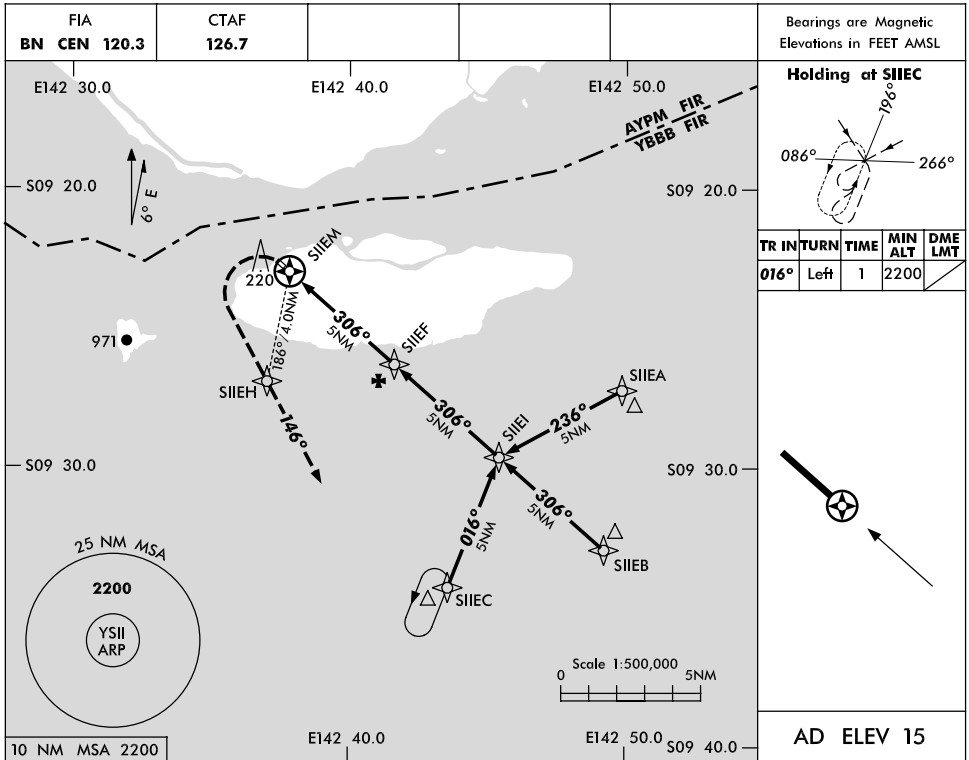 FIA
BN CEN 120.3
CTAF
126.7
Bearings are Magnetic
Elevations in FEET AMSL
E142 30.0
E142 40.0
E142 50.0
AYPM FIR
YBBB FIR
Holding at SIIEC
196°
086°
266°
TR IN TURN TIME MIN ALT DME LMT
016° Left 1 2200
S09 20.0
S09 20.0
6° E
SIIEM
220
306°
5NM
SIIEF
186°/4.0NM
971
SIIEH
146°
306°
5NM
SIIEI
SIIEA
236°
5NM
S09 30.0
S09 30.0
016°
5NM
306°
5NM
SIIEB
SIIEC
25 NM MSA
2200
YSII
ARP
Scale 1:500,000
0 5NM
10 NM MSA 2200
E142 40.0
E142 50.0
S09 40.0
AD ELEV 15